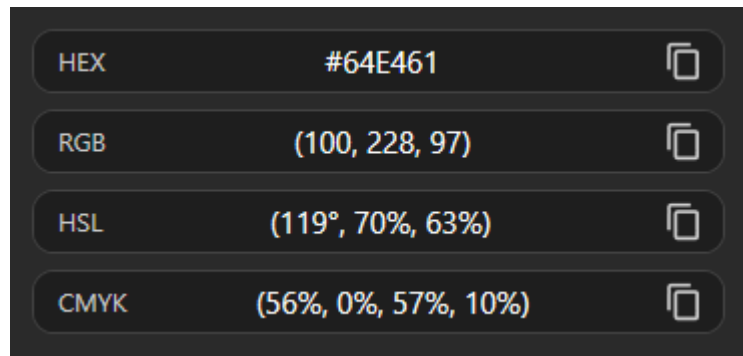 HEX #64E461
RGB (100, 228, 97)
HSL (119°, 70%, 63%)
CMYK (56%, 0%, 57%, 10%)